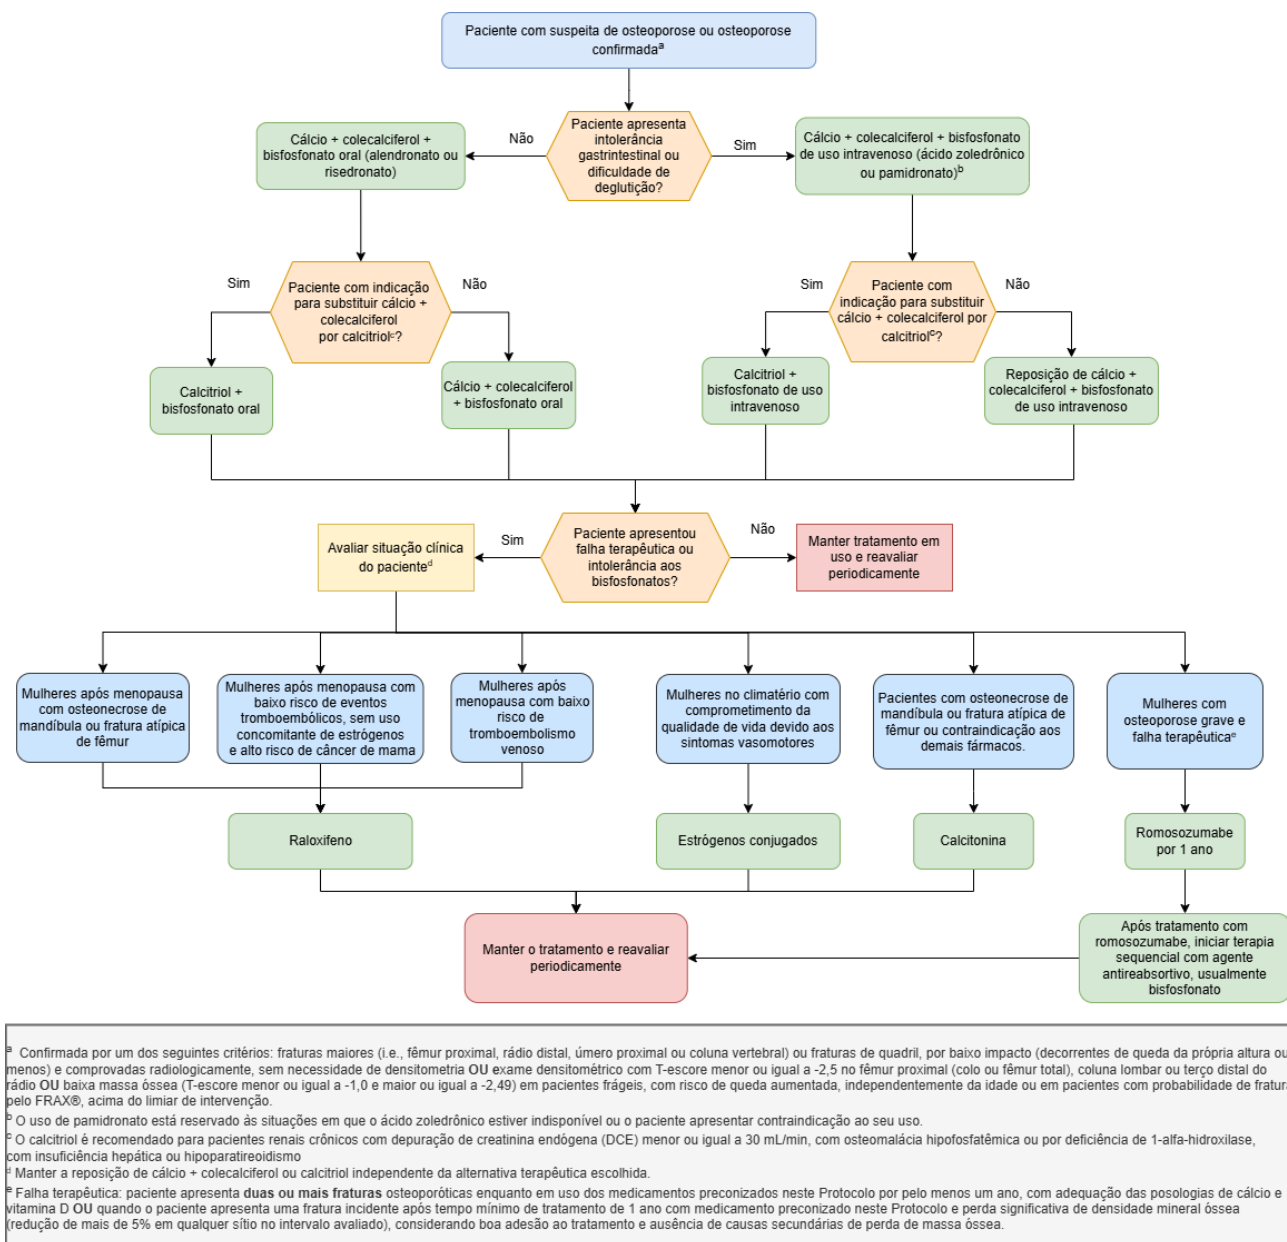 Paciente com suspeita de osteoporose ou osteoporose
confirmadaª
Paciente apresenta
intolerância
gastrintestinal ou
dificuldade de
deglutição?
Não
Sim
Cálcio + colecalciferol +
bisfosfonato oral (alendronato ou
risedronato)
Cálcio + colecalciferol + bisfosfonato
de uso intravenoso (ácido zoledrônico
ou pamidronato)ᵇ
Sim
Paciente com indicação
para substituir cálcio +
colecalciferol
por calcitriolᶜ?
Não
Sim
Paciente com
indicação para substituir
cálcio + colecalciferol por
calcitriolᶜ?
Não
Calcitriol +
bisfosfonato oral
Cálcio + colecalciferol
+ bisfosfonato oral
Calcitriol +
bisfosfonato de uso
intravenoso
Reposição de cálcio +
colecalciferol + bisfosfonato
de uso intravenoso
Avaliar situação clínica
do pacienteᵈ
Sim
Paciente apresentou
falha terapêutica ou
intolerância aos
bisfosfonatos?
Não
Manter tratamento em
uso e reavaliar
periodicamente
Mulheres após menopausa
com osteonecrose de
mandíbula ou fratura atípica
de fêmur
Mulheres após menopausa com
baixo risco de eventos
tromboembólicos, sem uso
concomitante de estrógenos
e alto risco de câncer de mama
Mulheres após
menopausa com baixo
risco de
tromboembolismo
venoso
Mulheres no climatério com
comprometimento da
qualidade de vida devido aos
sintomas vasomotores
Pacientes com osteonecrose de
mandíbula ou fratura atípica de
fêmur ou contraindicação aos
demais fármacos.
Mulheres com
osteoporose grave e
falha terapêuticaᵉ
Raloxifeno
Estrógenos conjugados
Calcitonina
Romosozumabe
por 1 ano
Manter o tratamento e reavaliar
periodicamente
Após tratamento com
romosozumabe, iniciar terapia
sequencial com agente
antireabsortivo, usualmente
bisfosfonato
ª Confirmada por um dos seguintes critérios: fraturas maiores (i.e., fêmur proximal, rádio distal, úmero proximal ou coluna vertebral) ou fraturas de quadril, por baixo impacto (decorrentes de queda da própria altura ou
menos) e comprovadas radiologicamente, sem necessidade de densitometria OU exame densitométrico com T-escore menor ou igual a -2,5 no fêmur proximal (colo ou fêmur total), coluna lombar ou terço distal do
rádio OU baixa massa óssea (T-escore menor ou igual a -1,0 e maior ou igual a -2,49) em pacientes frágeis, com risco de queda aumentada, independentemente da idade ou em pacientes com probabilidade de fratura
pelo FRAX®, acima do limiar de intervenção.
ᵇ O uso de pamidronato está reservado às situações em que o ácido zoledrônico estiver indisponível ou o paciente apresentar contraindicação ao seu uso.
ᶜ O calcitriol é recomendado para pacientes renais crônicos com depuração de creatinina endógena (DCE) menor ou igual a 30 mL/min, com osteomalácia hipofosfatêmica ou por deficiência de 1-alfa-hidroxilase,
com insuficiência hepática ou hipoparatireoidismo
ᵈ Manter a reposição de cálcio + colecalciferol ou calcitriol independente da alternativa terapêutica escolhida.
ᵉ Falha terapêutica: paciente apresenta duas ou mais fraturas osteoporóticas enquanto em uso dos medicamentos preconizados neste Protocolo por pelo menos um ano, com adequação das posologias de cálcio e
vitamina D OU quando o paciente apresenta uma fratura incidente após tempo mínimo de tratamento de 1 ano com medicamento preconizado neste Protocolo e perda significativa de densidade mineral óssea
(redução de mais de 5% em qualquer sítio no intervalo avaliado), considerando boa adesão ao tratamento e ausência de causas secundárias de perda de massa óssea.